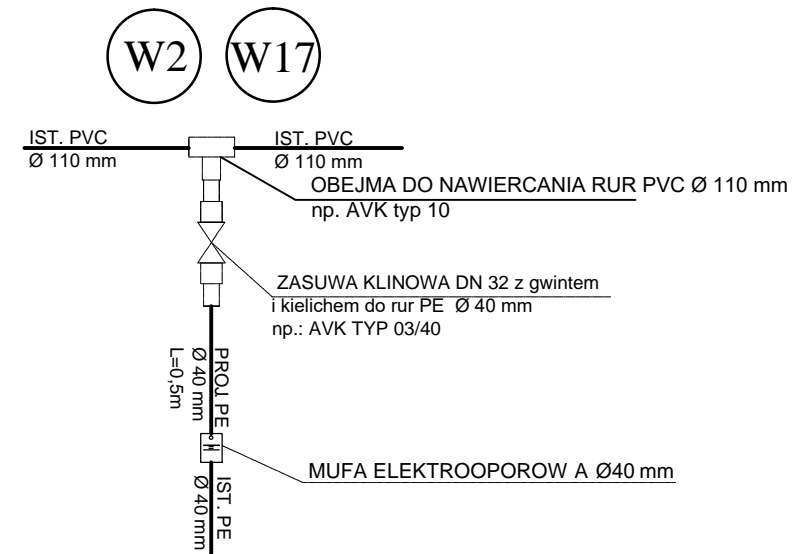 W2 W17
IST. PVC
Ø 110 mm
IST. PVC
Ø 110 mm
OBEJMA DO NAWIERCANIA RUR PVC Ø 110 mm
np. AVK typ 10
ZASUWA KLINOWA DN 32 z gwintem
i kielichem do rur PE Ø 40 mm
np.: AVK TYP 03/40
PROJ. PE
Ø 40 mm
L=0,5m
MUFA ELEKTROOPOROW A Ø40 mm
IST. PE
Ø 40 mm